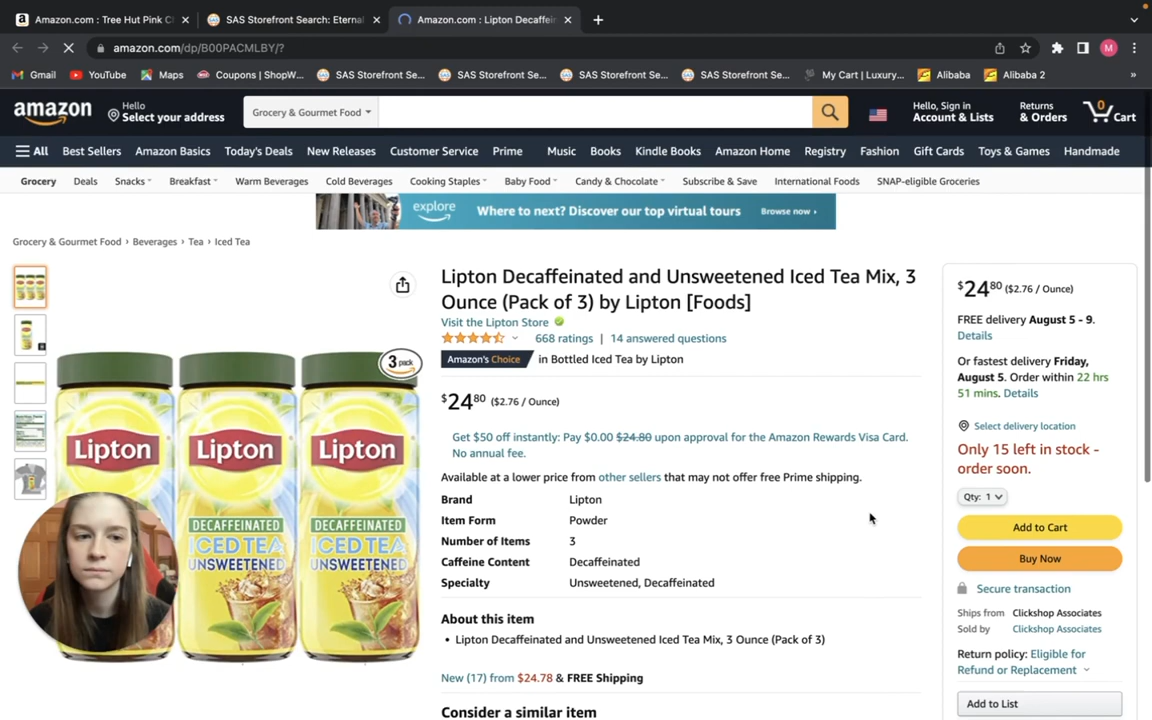 Amazon.com : Tree Hut Pink C
SAS Storefront Search: Eternal
Amazon.com : Lipton Decaffein
amazon.com/dp/B00PACMLBY/?
M
Gmail
YouTube
Maps
Coupons | ShopW...
SAS Storefront Se...
SAS Storefront Se...
SAS Storefront Se...
SAS Storefront Se...
My Cart | Luxury...
Alibaba
Alibaba 2
»
amazon
Hello
Select your address
Grocery & Gourmet Food
Hello, Sign in
Account & Lists
Returns
& Orders
0
Cart
All
Best Sellers
Amazon Basics
Today's Deals
New Releases
Customer Service
Prime
Music
Books
Kindle Books
Amazon Home
Registry
Fashion
Gift Cards
Toys & Games
Handmade
Grocery
Deals
Snacks
Breakfast
Warm Beverages
Cold Beverages
Cooking Staples
Baby Food
Candy & Chocolate
Subscribe & Save
International Foods
SNAP-eligible Groceries
explore
Where to next? Discover our top virtual tours
Browse now ›
Grocery & Gourmet Food › Beverages › Tea › Iced Tea
3 pack
Lipton
Lipton
Lipton
DECAFFEINATED
ICED TEA
UNSWEETENED
DECAFFEINATED
ICED TEA
UNSWEETENED
DECAFFEINATED
ICED TEA
UNSWEETENED
Lipton Decaffeinated and Unsweetened Iced Tea Mix, 3
Ounce (Pack of 3) by Lipton [Foods]
Visit the Lipton Store
668 ratings | 14 answered questions
Amazon's Choice in Bottled Iced Tea by Lipton
$24.80 ($2.76 / Ounce)
Get $50 off instantly: Pay $0.00 $24.80 upon approval for the Amazon Rewards Visa Card.
No annual fee.
Available at a lower price from other sellers that may not offer free Prime shipping.
Brand Lipton
Item Form Powder
Number of Items 3
Caffeine Content Decaffeinated
Specialty Unsweetened, Decaffeinated
About this item
• Lipton Decaffeinated and Unsweetened Iced Tea Mix, 3 Ounce (Pack of 3)
New (17) from $24.78 & FREE Shipping
Consider a similar item
$24.80 ($2.76 / Ounce)
FREE delivery August 5 - 9.
Details
Or fastest delivery Friday,
August 5. Order within 22 hrs
51 mins. Details
Select delivery location
Only 15 left in stock -
order soon.
Qty: 1
Add to Cart
Buy Now
Secure transaction
Ships from Clickshop Associates
Sold by Clickshop Associates
Return policy: Eligible for
Refund or Replacement
Add to List